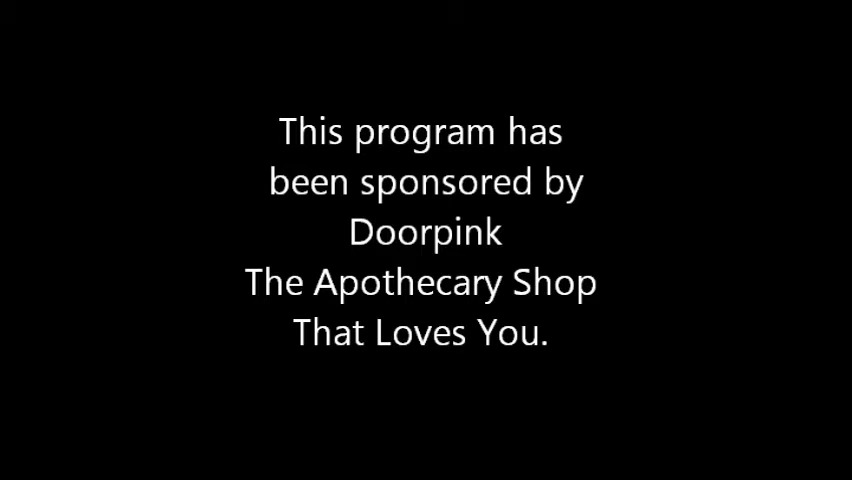 This program has
been sponsored by
Doorpink
The Apothecary Shop
That Loves You.